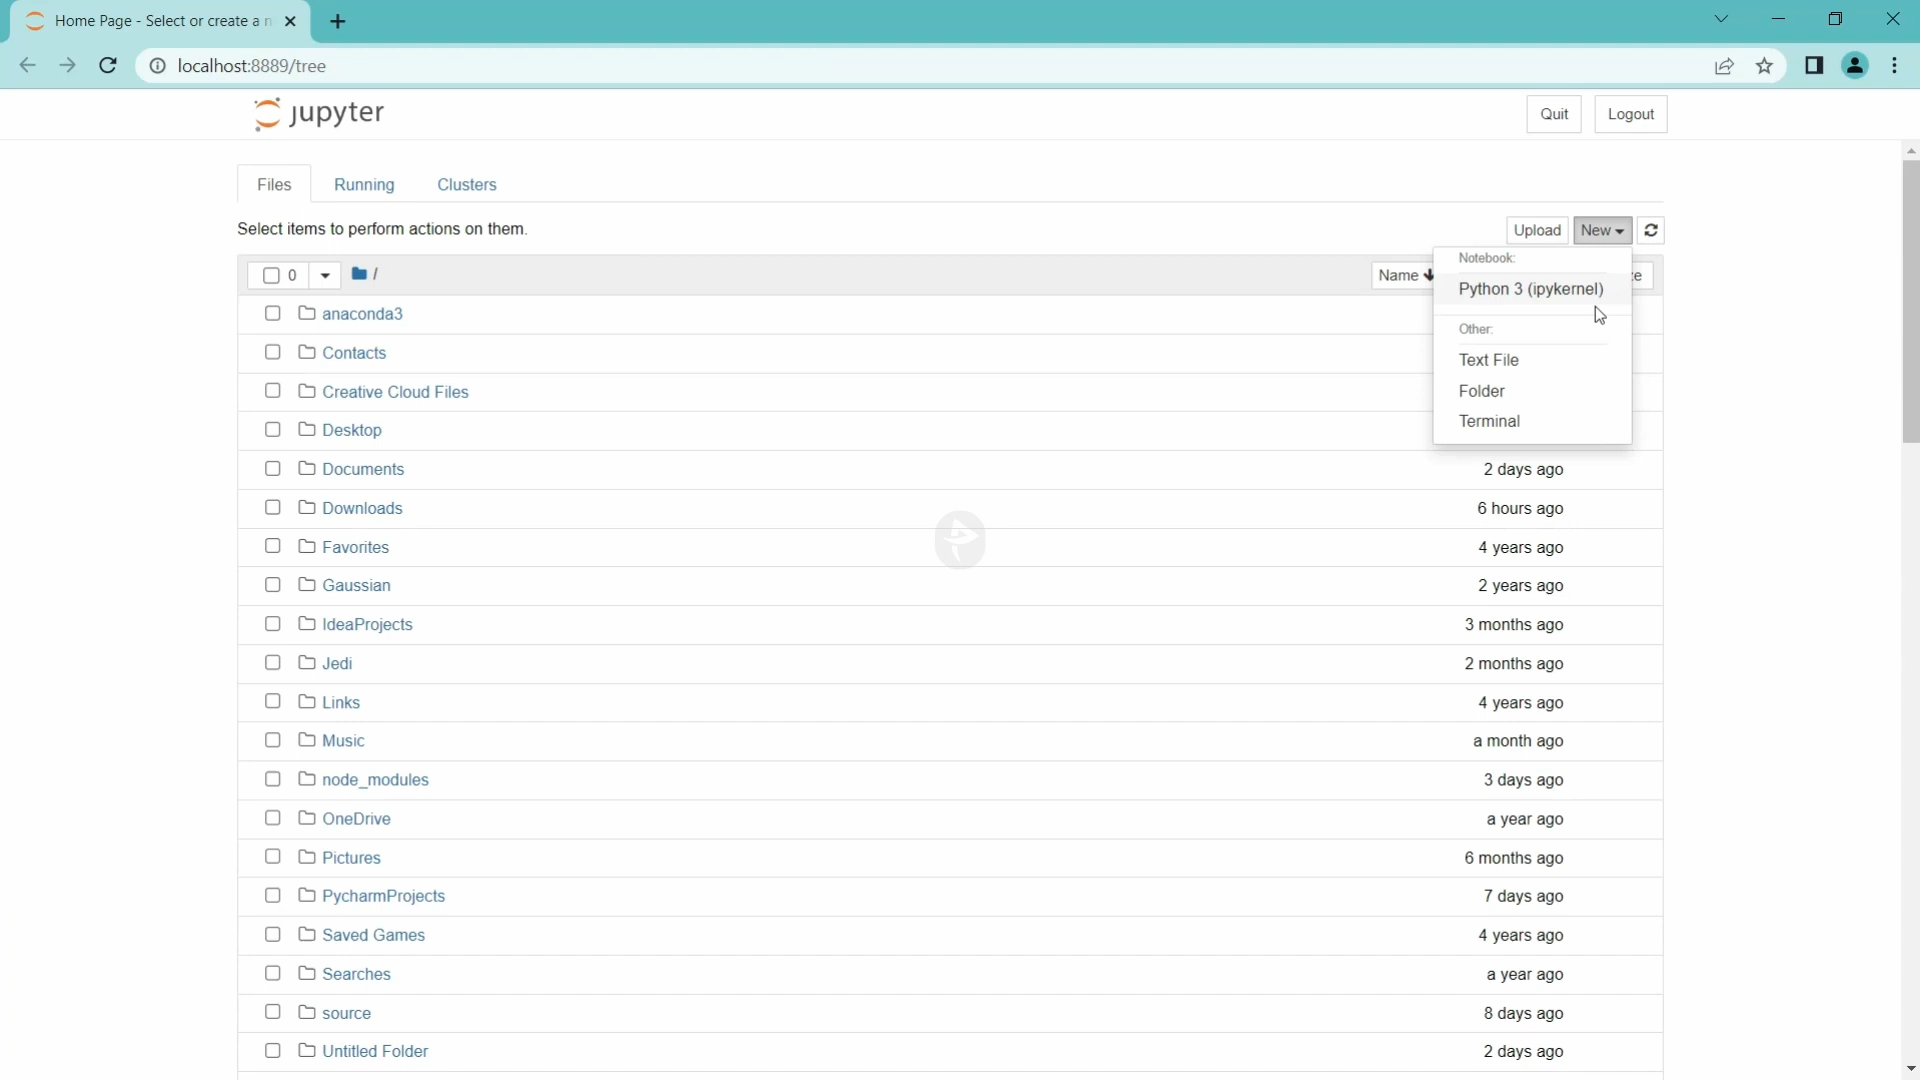 Home Page - Select or create a n
localhost:8889/tree
jupyter
Quit
Logout
Files
Running
Clusters
Select items to perform actions on them.
Upload
New
0
/
Name
Notebook:
Python 3 (ipykernel)
Other:
Text File
Folder
Terminal
anaconda3
Contacts
Creative Cloud Files
Desktop
Documents 2 days ago
Downloads 6 hours ago
Favorites 4 years ago
Gaussian 2 years ago
IdeaProjects 3 months ago
Jedi 2 months ago
Links 4 years ago
Music a month ago
node_modules 3 days ago
OneDrive a year ago
Pictures 6 months ago
PycharmProjects 7 days ago
Saved Games 4 years ago
Searches a year ago
source 8 days ago
Untitled Folder 2 days ago